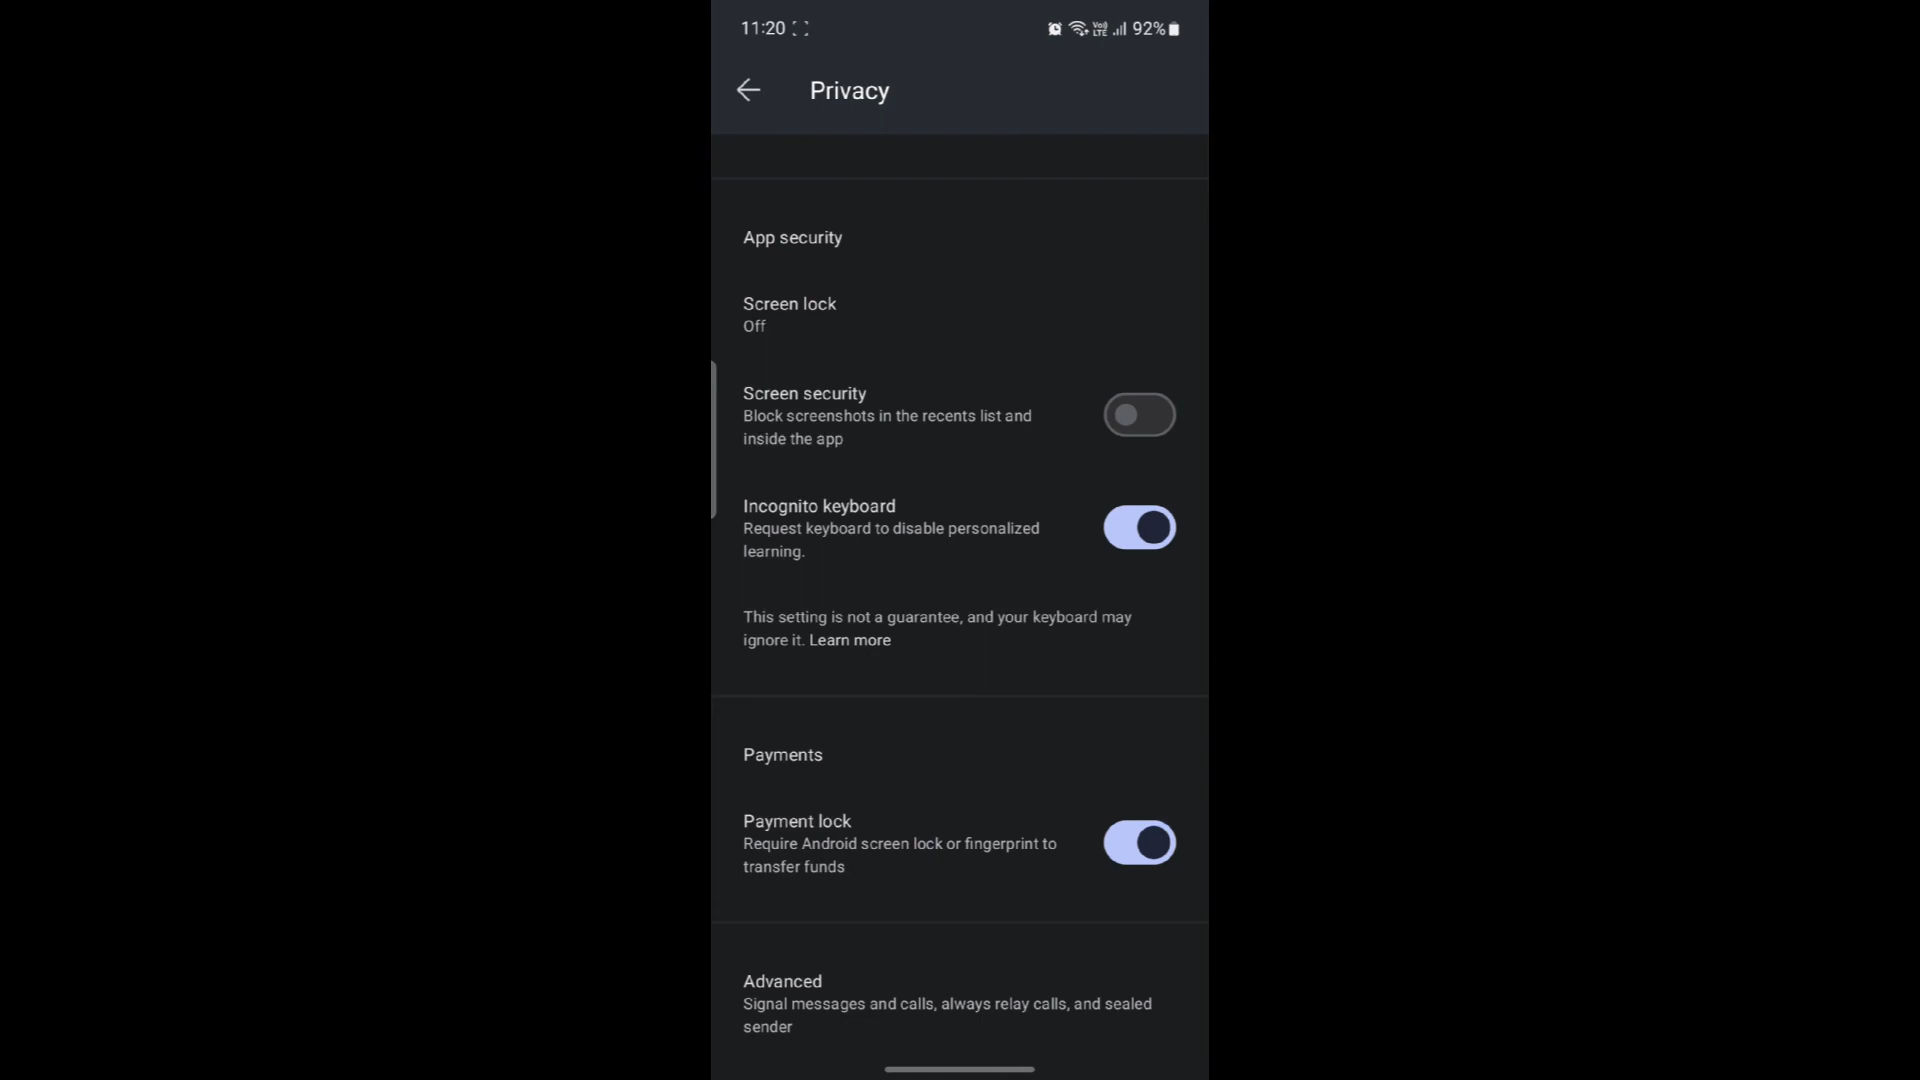 11:20 Vo) LTE 92%
Privacy
App security
Screen lock
Off
Screen security
Block screenshots in the recents list and
inside the app
Incognito keyboard
Request keyboard to disable personalized
learning.
This setting is not a guarantee, and your keyboard may
ignore it. Learn more
Payments
Payment lock
Require Android screen lock or fingerprint to
transfer funds
Advanced
Signal messages and calls, always relay calls, and sealed
sender